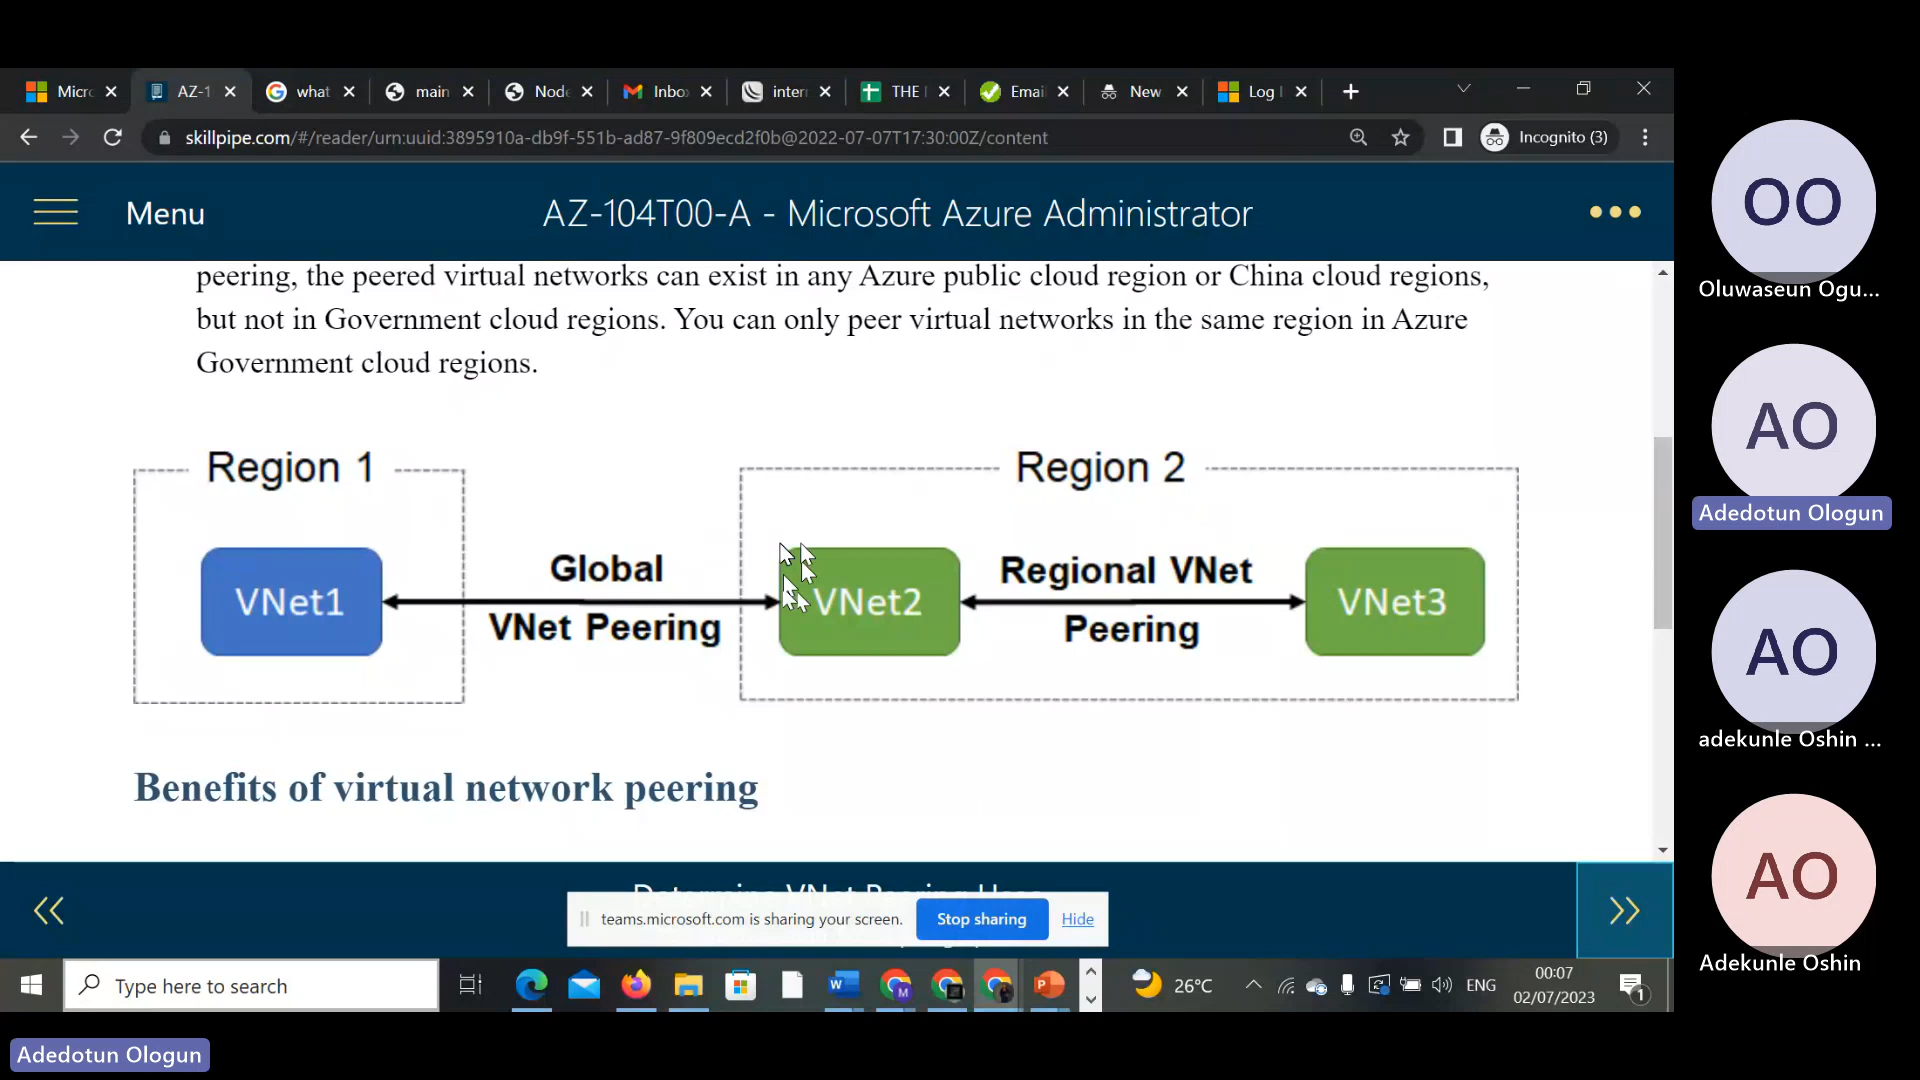 Micro
AZ-1
what
main
Node
Inbo
inter
THE
Email
New
Log I
skillpipe.com/#/reader/urn:uuid:3895910a-db9f-551b-ad87-9f809ecd2f0b@2022-07-07T17:30:00Z/content
Incognito (3)
Menu
AZ-104T00-A - Microsoft Azure Administrator
peering, the peered virtual networks can exist in any Azure public cloud region or China cloud regions,
but not in Government cloud regions. You can only peer virtual networks in the same region in Azure
Government cloud regions.
Region 1
Region 2
VNet1
Global
VNet Peering
VNet2
Regional VNet
Peering
VNet3
Benefits of virtual network peering
Determine VNet Peering Uses
teams.microsoft.com is sharing your screen.
Stop sharing
Hide
Type here to search
26°C
ENG
00:07
02/07/2023
1
OO
Oluwaseun Ogu...
AO
Adedotun Ologun
AO
adekunle Oshin ...
AO
Adekunle Oshin
Adedotun Ologun